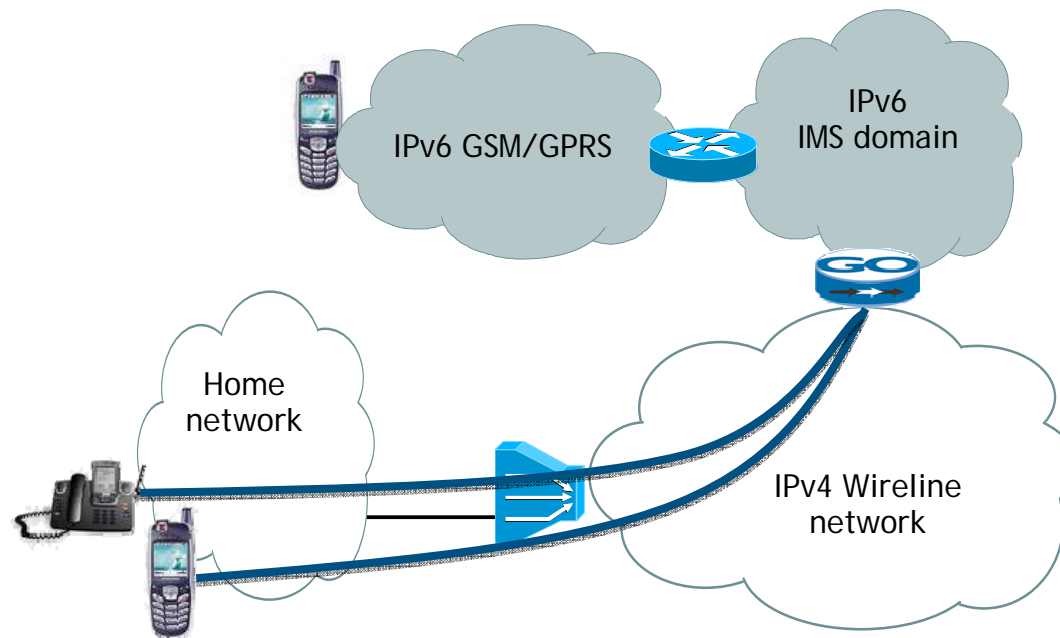 IPv6 GSM/GPRS
IPv6
IMS domain
GO
Home
network
IPv4 Wireline
network